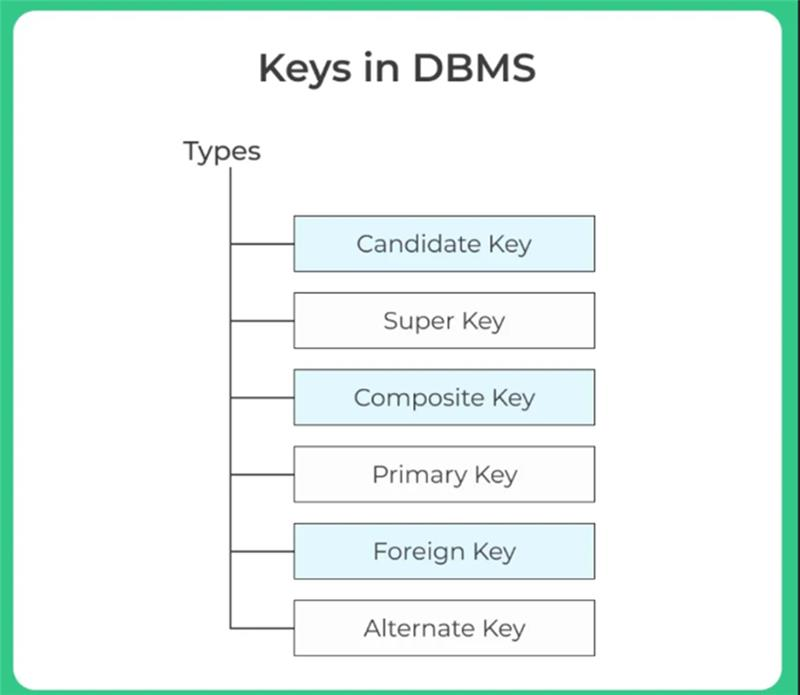 Keys in DBMS
Types
Candidate Key
Super Key
Composite Key
Primary Key
Foreign Key
Alternate Key